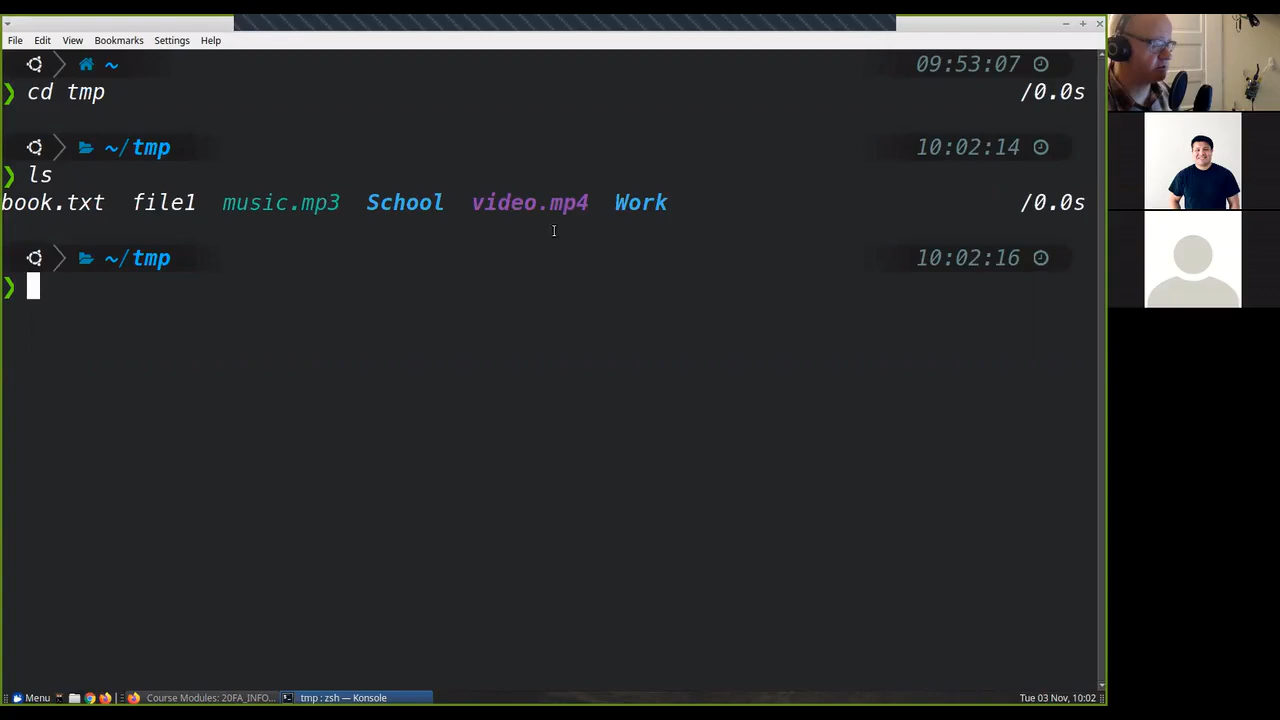 File Edit View Bookmarks Settings Help
~ 09:53:07
❯ cd tmp /0.0s
~/tmp 10:02:14
❯ ls
book.txt file1 music.mp3 School video.mp4 Work /0.0s
~/tmp 10:02:16
❯
Menu Course Modules: 20FA_INFO... tmp : zsh — Konsole Tue 03 Nov, 10:02